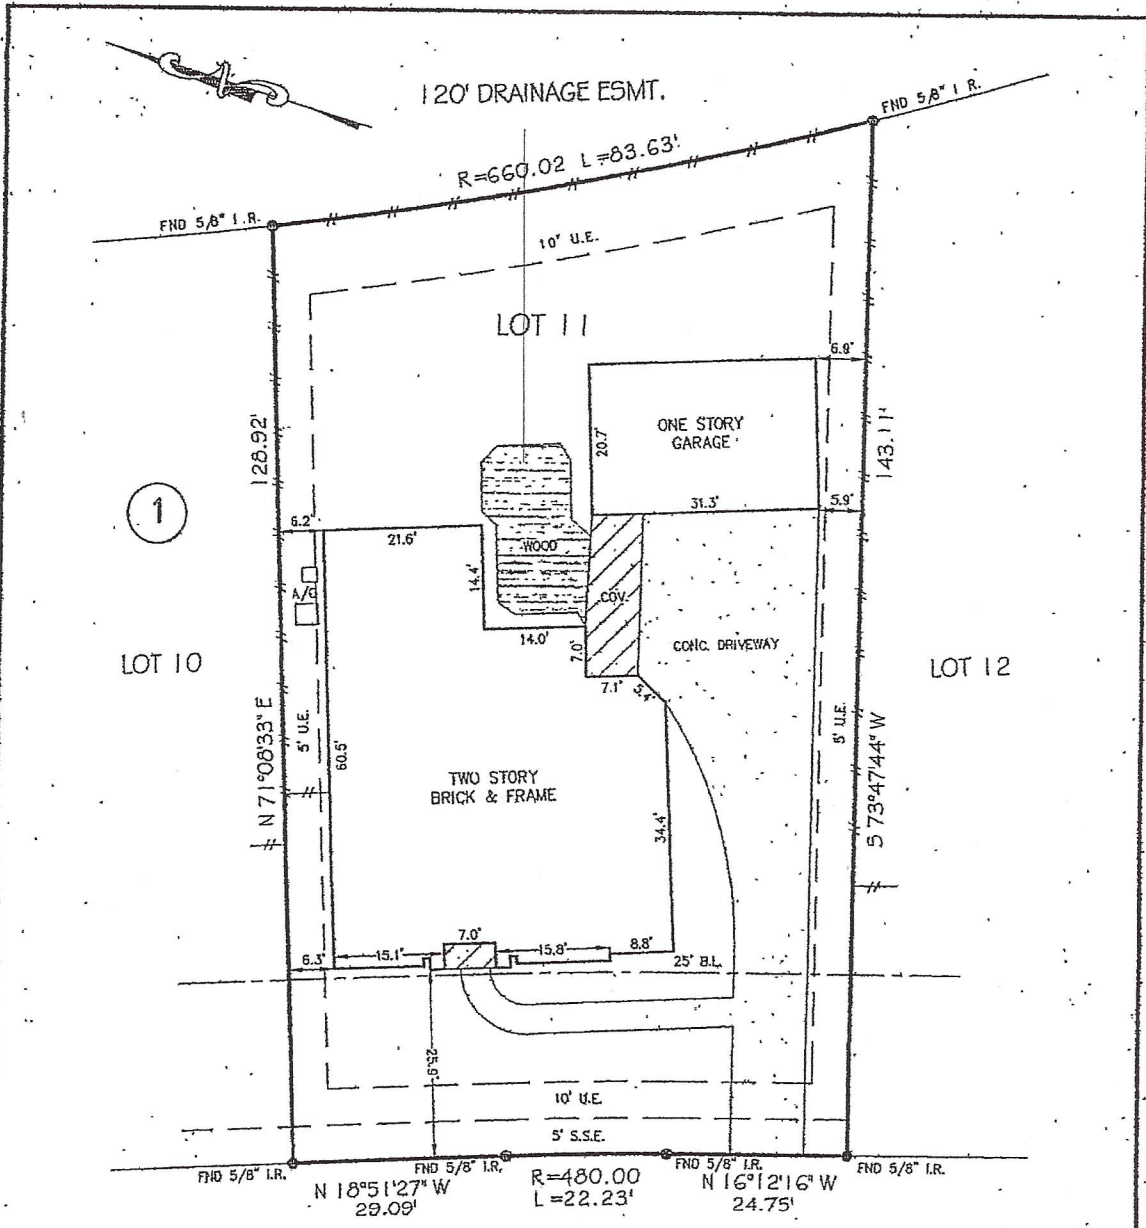 120' DRAINAGE ESMT.
FND 5/8" I R.
R=660.02 L=83.63'
FND 5/8" I.R.
10' U.E.
LOT 11
6.9'
ONE STORY
GARAGE
20.7'
128.92'
143.11'
1
6.2'
21.6'
31.3'
5.9'
WOOD
14.4'
A/C
COV.
14.0'
7.0'
CONC. DRIVEWAY
LOT 10
LOT 12
7.1'
5.4'
N 71°08'33" E
5' U.E.
60.5'
5' U.E.
S 73°47'44" W
TWO STORY
BRICK & FRAME
34.4'
7.0'
6.3'
15.1'
15.8'
8.8'
25' B.L.
25.9'
10' U.E.
5' S.S.E.
FND 5/8" I.R.
FND 5/8" I.R.
FND 5/8" I.R.
FND 5/8" I.R.
N 18°51'27" W
29.09'
R=480.00
L=22.23'
N 16°12'16" W
24.75'